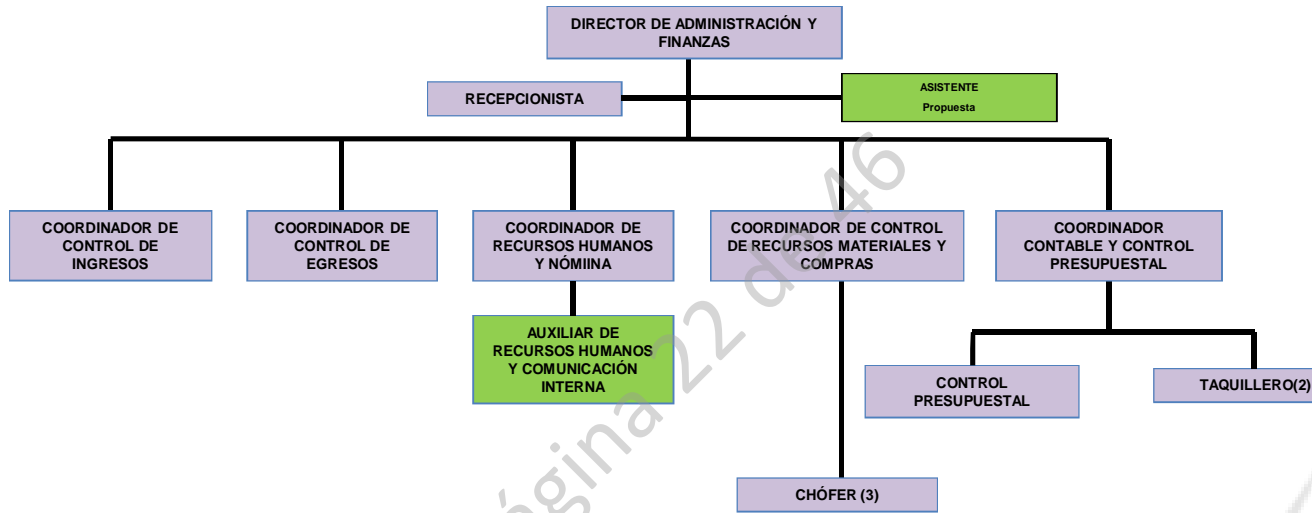 DIRECTOR DE ADMINISTRACIÓN Y
FINANZAS
RECEPCIONISTA
ASISTENTE
Propuesta
COORDINADOR DE
CONTROL DE
INGRESOS
COORDINADOR DE
CONTROL DE
EGRESOS
COORDINADOR DE
RECURSOS HUMANOS
Y NÓMIINA
COORDINADOR DE CONTROL
DE RECURSOS MATERIALES Y
COMPRAS
COORDINADOR
CONTABLE Y CONTROL
PRESUPUESTAL
AUXILIAR DE
RECURSOS HUMANOS
Y COMUNICACIÓN
INTERNA
CONTROL
PRESUPUESTAL
TAQUILLERO(2)
CHÓFER (3)
ágina 22 de 46